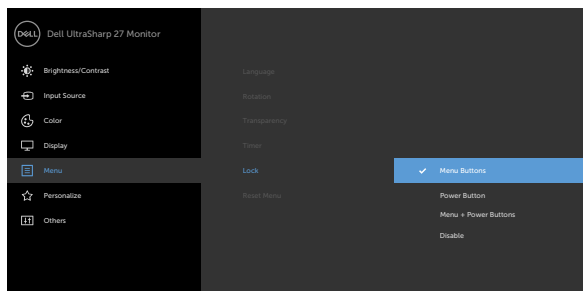 DELL Dell UltraSharp 27 Monitor
Brightness/Contrast
Input Source
Color
Display
Menu
Personalize
Others
Language
Rotation
Transparency
Timer
Lock
Reset Menu
Menu Buttons
Power Button
Menu + Power Buttons
Disable